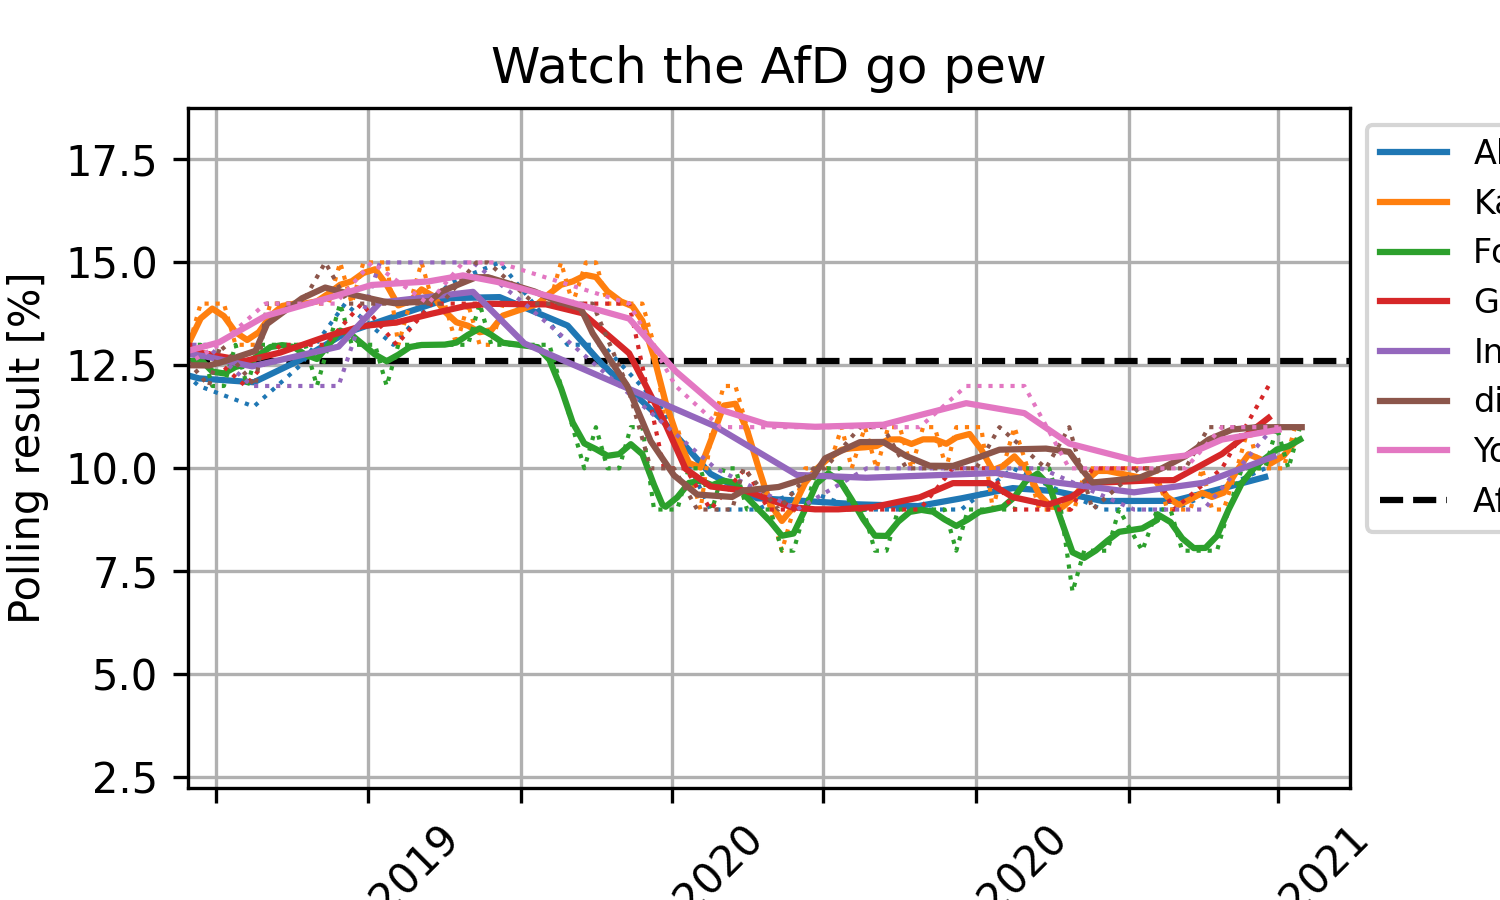 Watch the AfD go pew
Polling result [%]
17.5
15.0
12.5
10.0
7.5
5.0
2.5
2019
2020
2020
2021
Al
Ka
Fo
G
In
di
Yo
Af